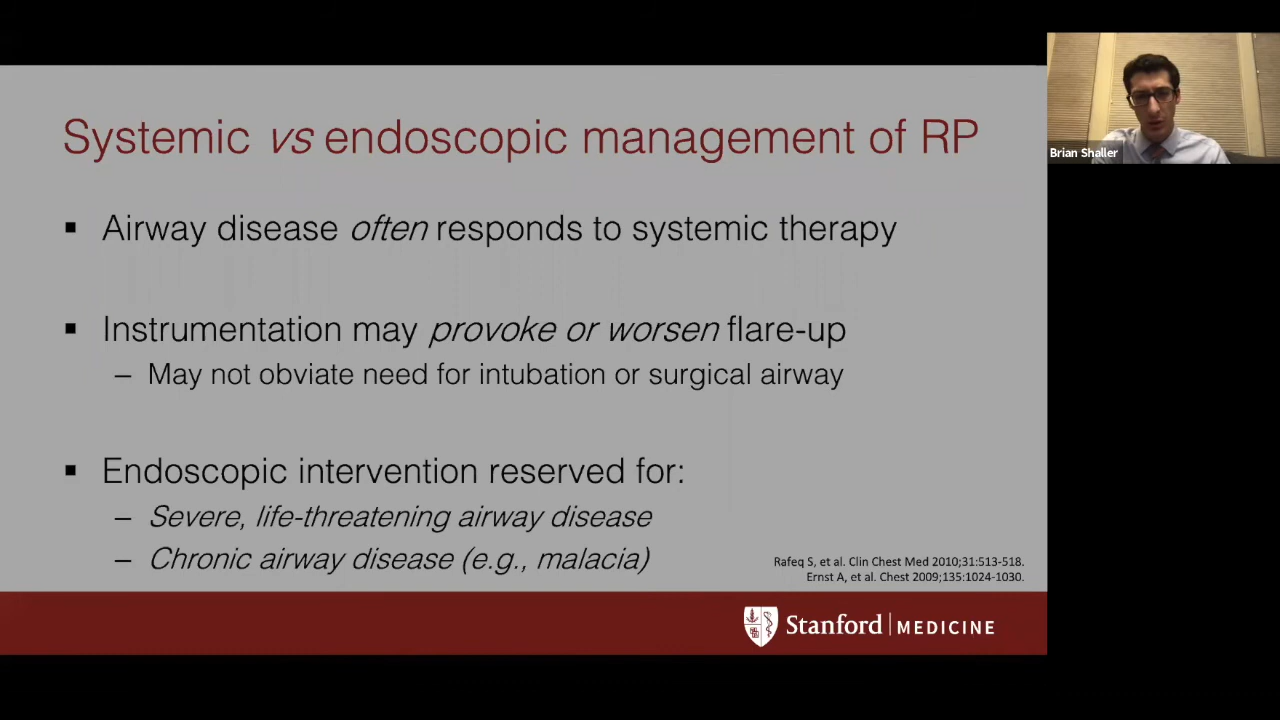 Systemic vs endoscopic management of RP
Brian Shaller
▪ Airway disease often responds to systemic therapy
▪ Instrumentation may provoke or worsen flare-up
– May not obviate need for intubation or surgical airway
▪ Endoscopic intervention reserved for:
– Severe, life-threatening airway disease
– Chronic airway disease (e.g., malacia)
Rafeq S, et al. Clin Chest Med 2010;31:513-518.
Ernst A, et al. Chest 2009;135:1024-1030.
Stanford MEDICINE